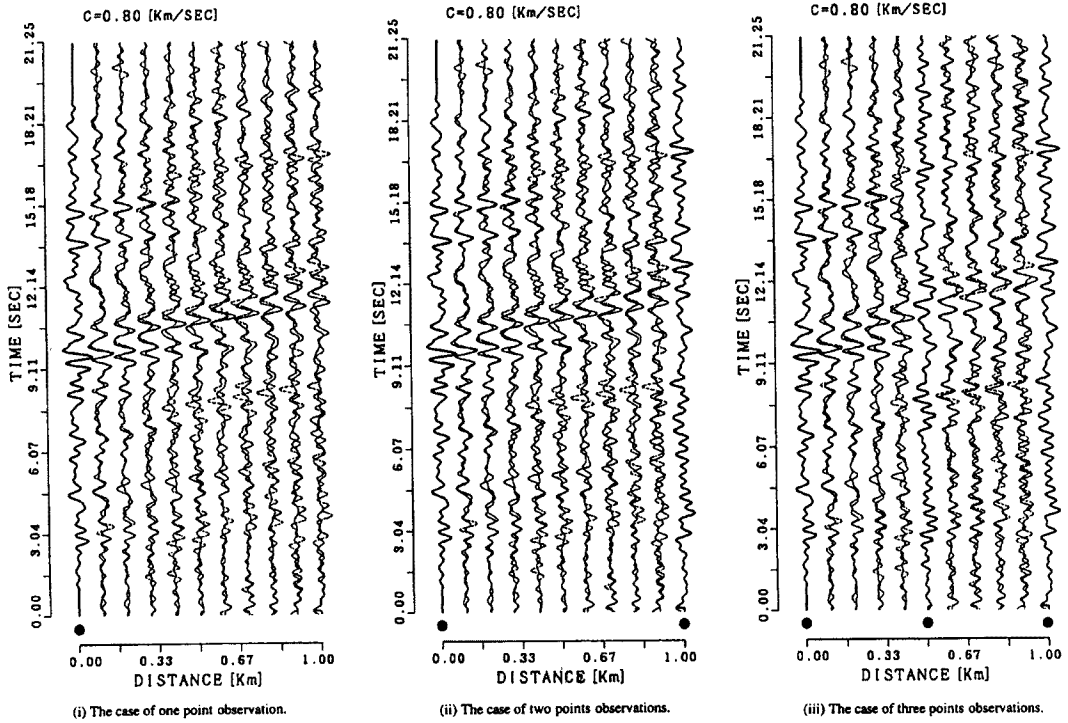 C=0.80 [Km/SEC]
TIME [SEC]
21.25
18.21
15.18
12.14
9.11
6.07
3.04
0.00
0.00 0.33 0.67 1.00
DISTANCE [Km]
(i) The case of one point observation.
C=0.80 [Km/SEC]
TIME [SEC]
21.25
18.21
15.18
12.14
9.11
6.07
3.04
0.00
0.00 0.33 0.67 1.00
DISTANCE [Km]
(ii) The case of two points observations.
C=0.80 [Km/SEC]
TIME [SEC]
21.25
18.21
15.18
12.14
9.11
6.07
3.04
0.00
0.00 0.33 0.67 1.00
DISTANCE [Km]
(iii) The case of three points observations.